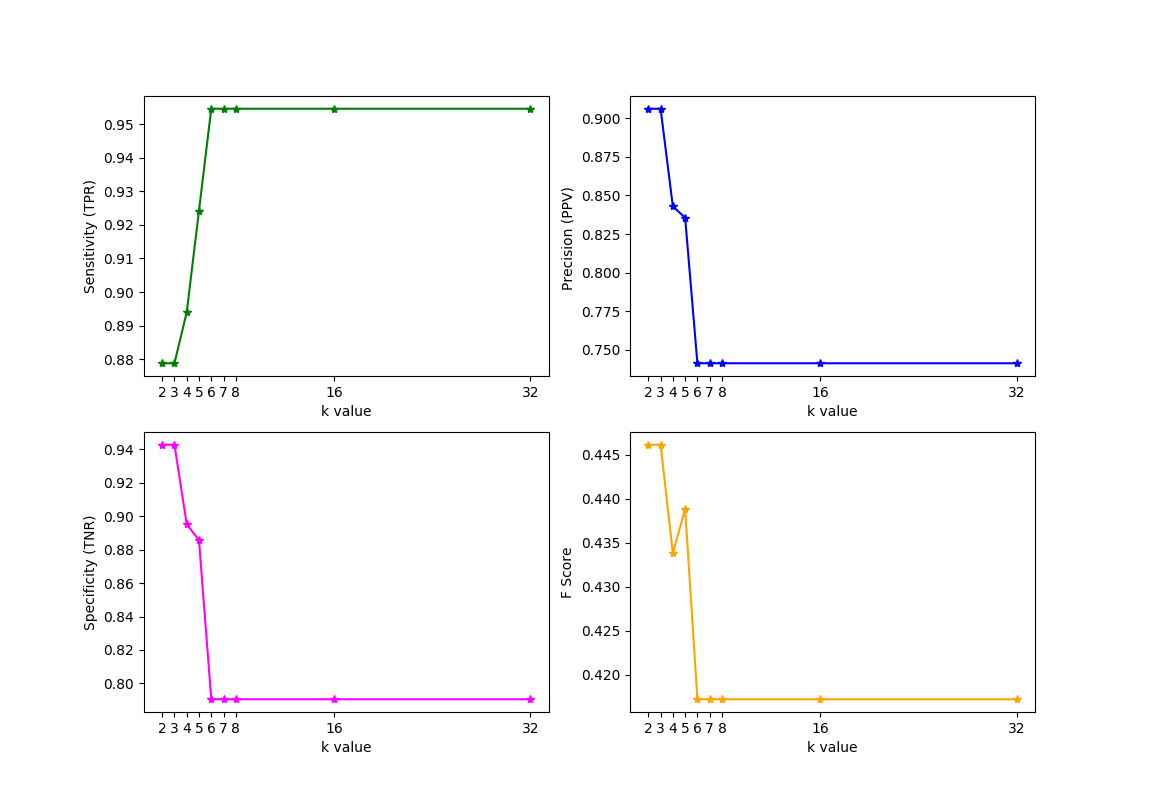 0.95
0.94
0.93
0.92
0.91
0.90
0.89
0.88
Sensitivity (TPR)
2 3 4 5 6 7 8 16 32
k value
0.900
0.875
0.850
0.825
0.800
0.775
0.750
Precision (PPV)
2 3 4 5 6 7 8 16 32
k value
0.94
0.92
0.90
0.88
0.86
0.84
0.82
0.80
Specificity (TNR)
2 3 4 5 6 7 8 16 32
k value
0.445
0.440
0.435
0.430
0.425
0.420
F Score
2 3 4 5 6 7 8 16 32
k value